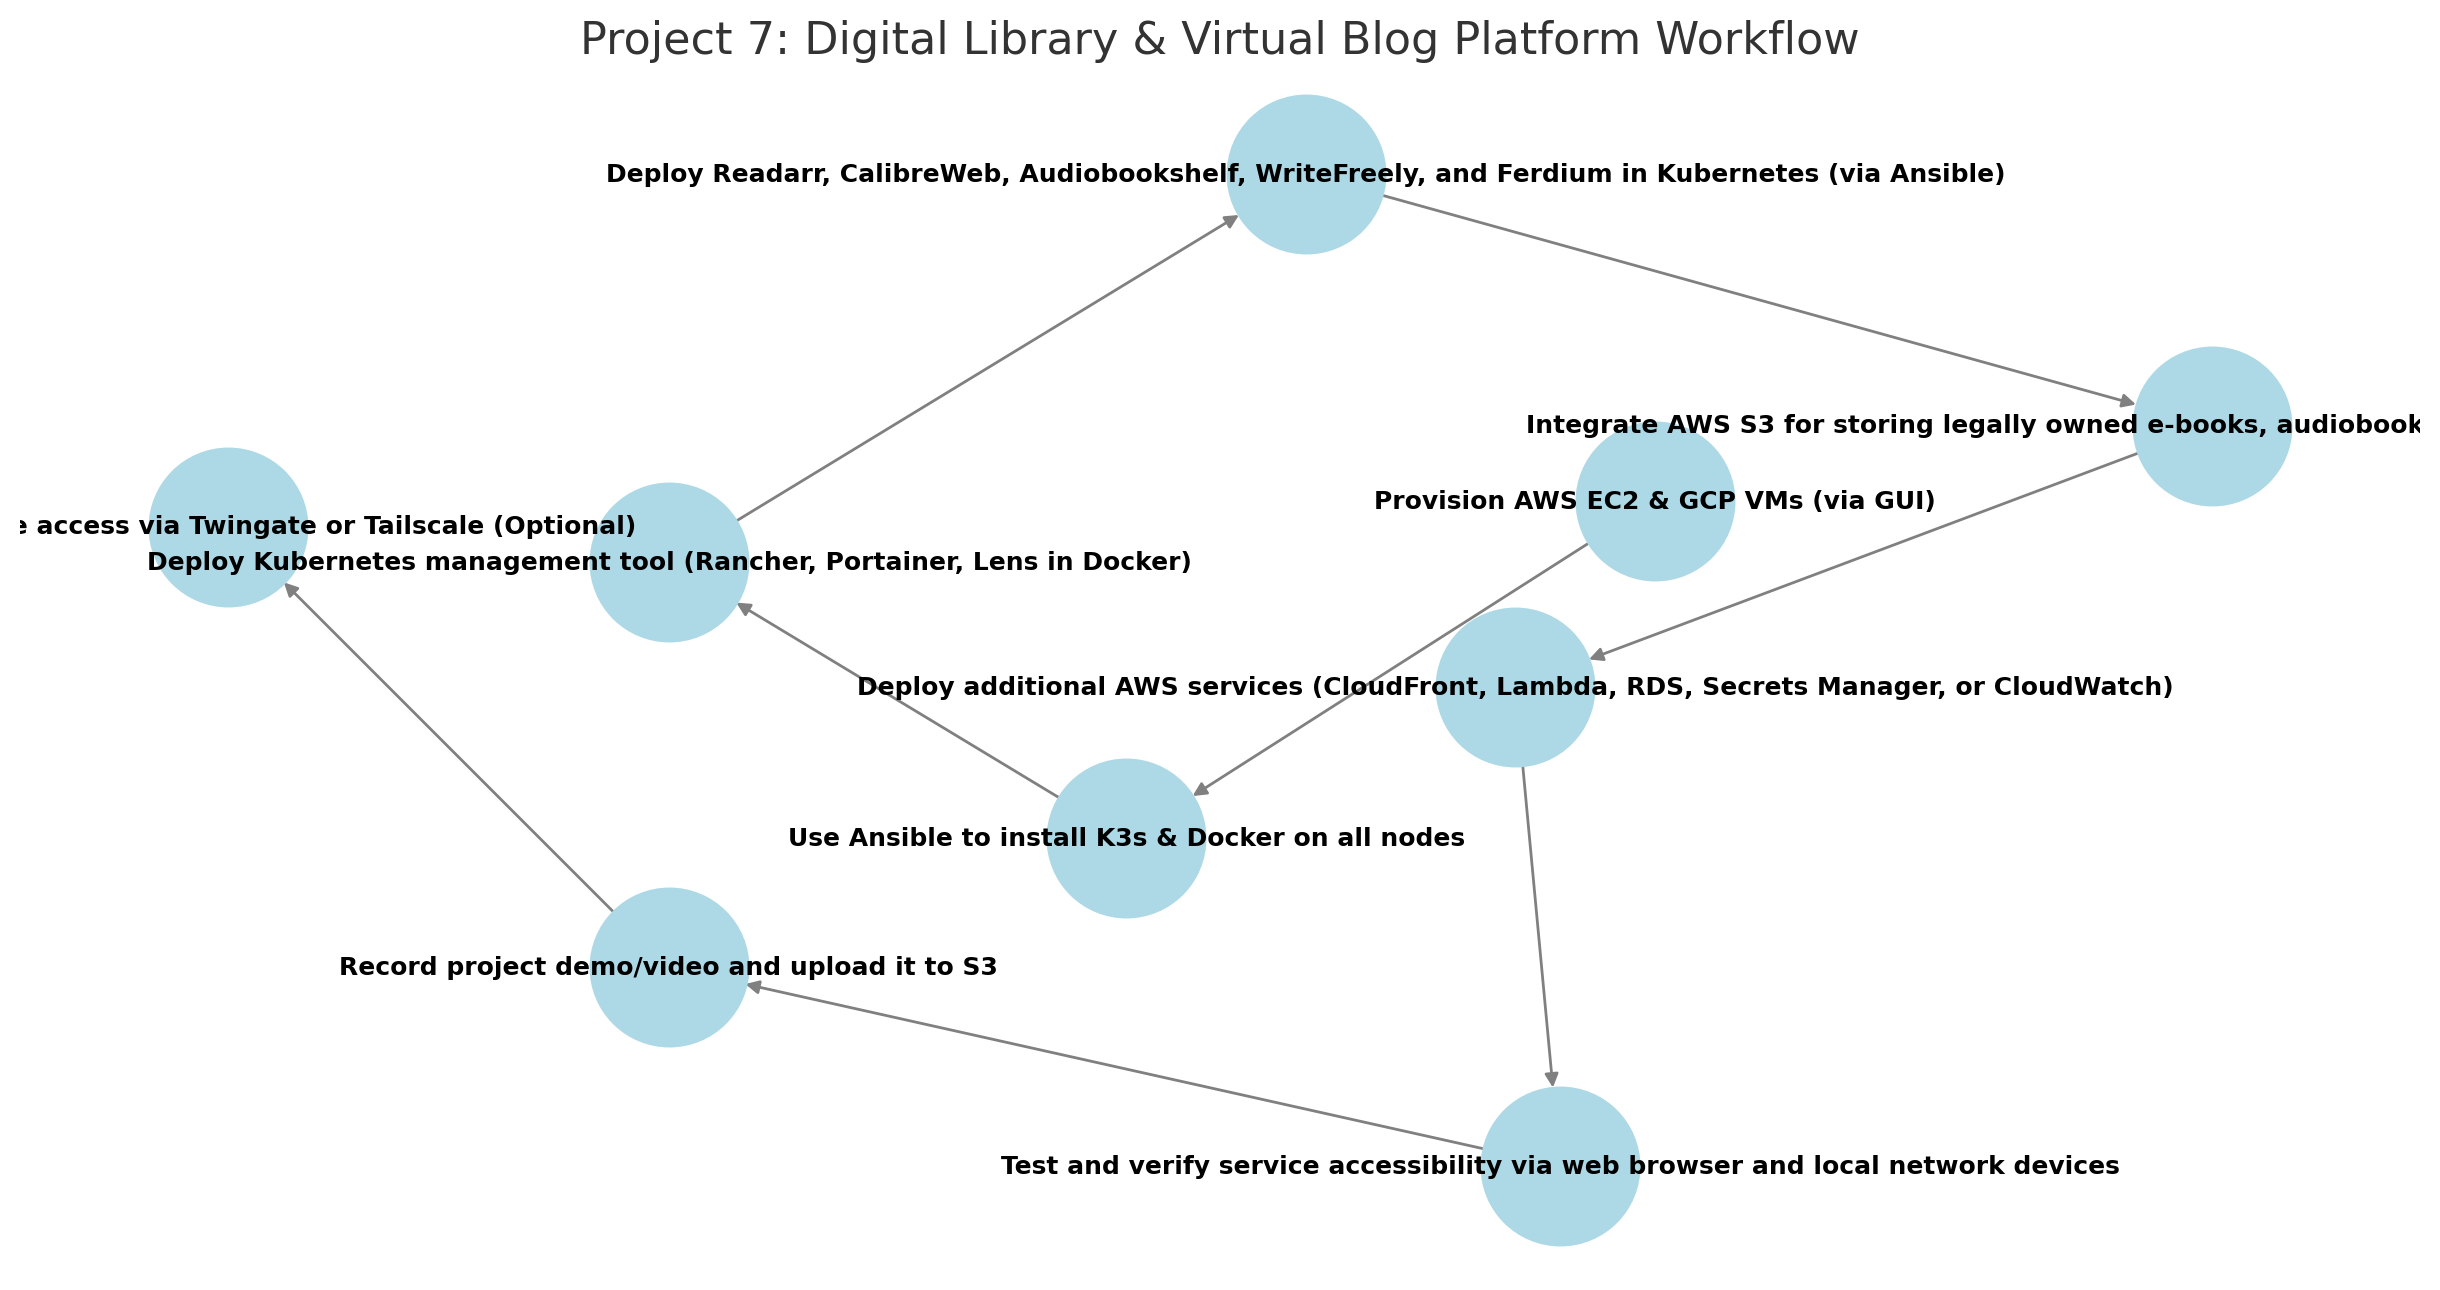 Project 7: Digital Library & Virtual Blog Platform Workflow
Deploy Readarr, CalibreWeb, Audiobookshelf, WriteFreely, and Ferdium in Kubernetes (via Ansible)
Integrate AWS S3 for storing legally owned e-books, audiobook
Provision AWS EC2 & GCP VMs (via GUI)
access via Twingate or Tailscale (Optional)
Deploy Kubernetes management tool (Rancher, Portainer, Lens in Docker)
Deploy additional AWS services (CloudFront, Lambda, RDS, Secrets Manager, or CloudWatch)
Use Ansible to install K3s & Docker on all nodes
Record project demo/video and upload it to S3
Test and verify service accessibility via web browser and local network devices